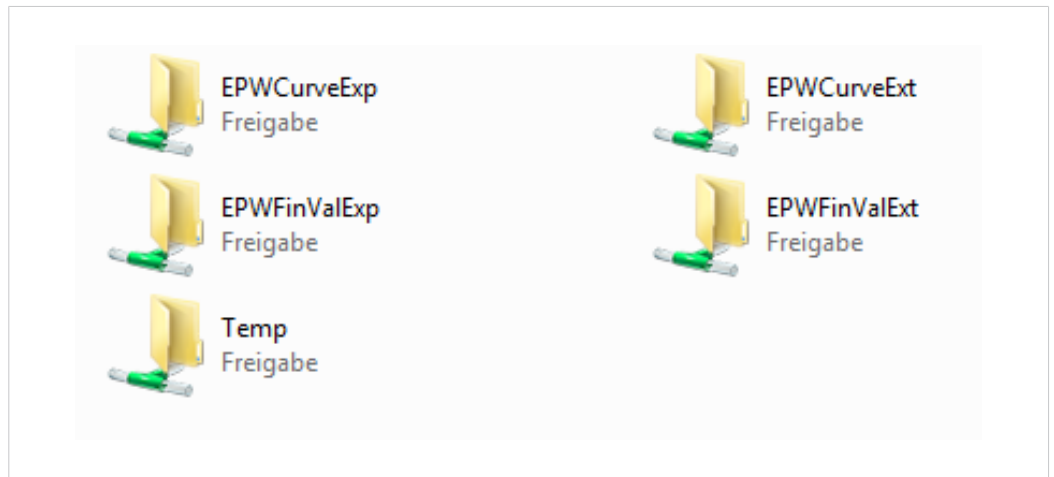 EPWCurveExp
Freigabe
EPWCurveExt
Freigabe
EPWFinValExp
Freigabe
EPWFinValExt
Freigabe
Temp
Freigabe